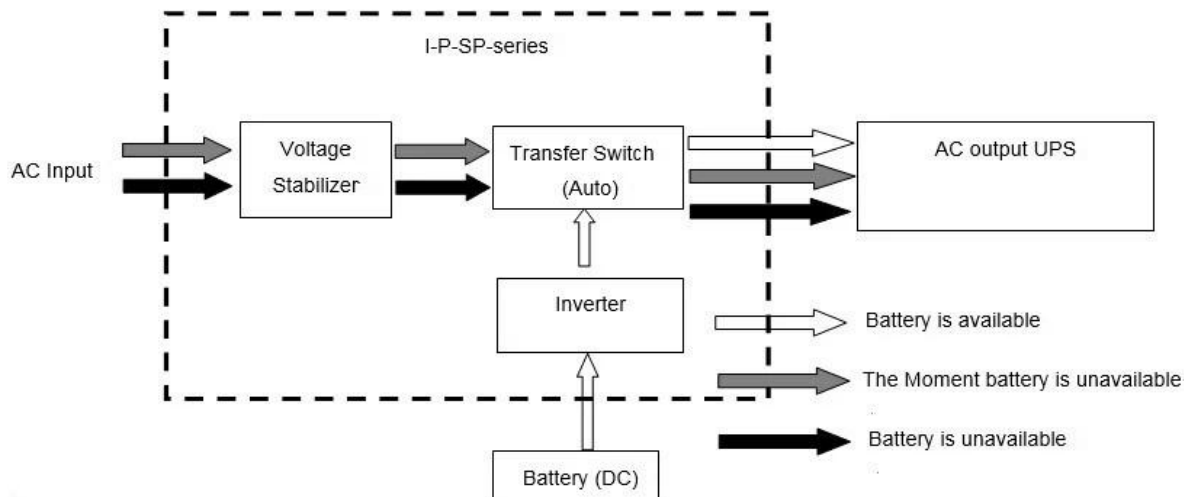 I-P-SP-series
AC Input
Voltage
Stabilizer
Transfer Switch
(Auto)
AC output UPS
Inverter
Battery is available
The Moment battery is unavailable
Battery is unavailable
Battery (DC)